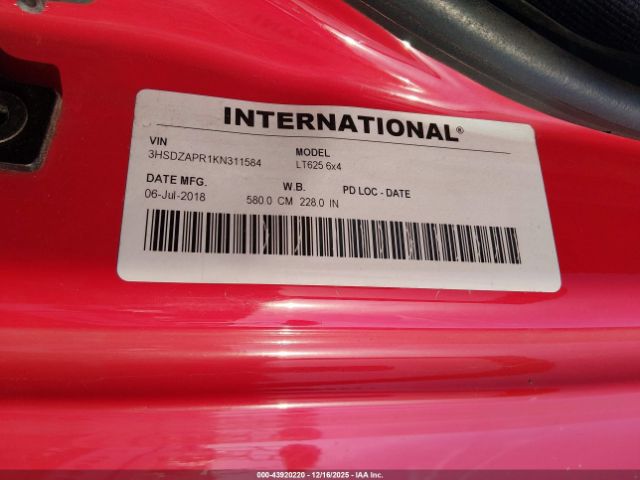 INTERNATIONAL®
VIN MODEL
3HSDZAPR1KN311584 LT625 6x4
DATE MFG. W.B. PD LOC - DATE
06-Jul-2018 580.0 CM 228.0 IN
000-43920220 - 12/16/2025 - IAA Inc.